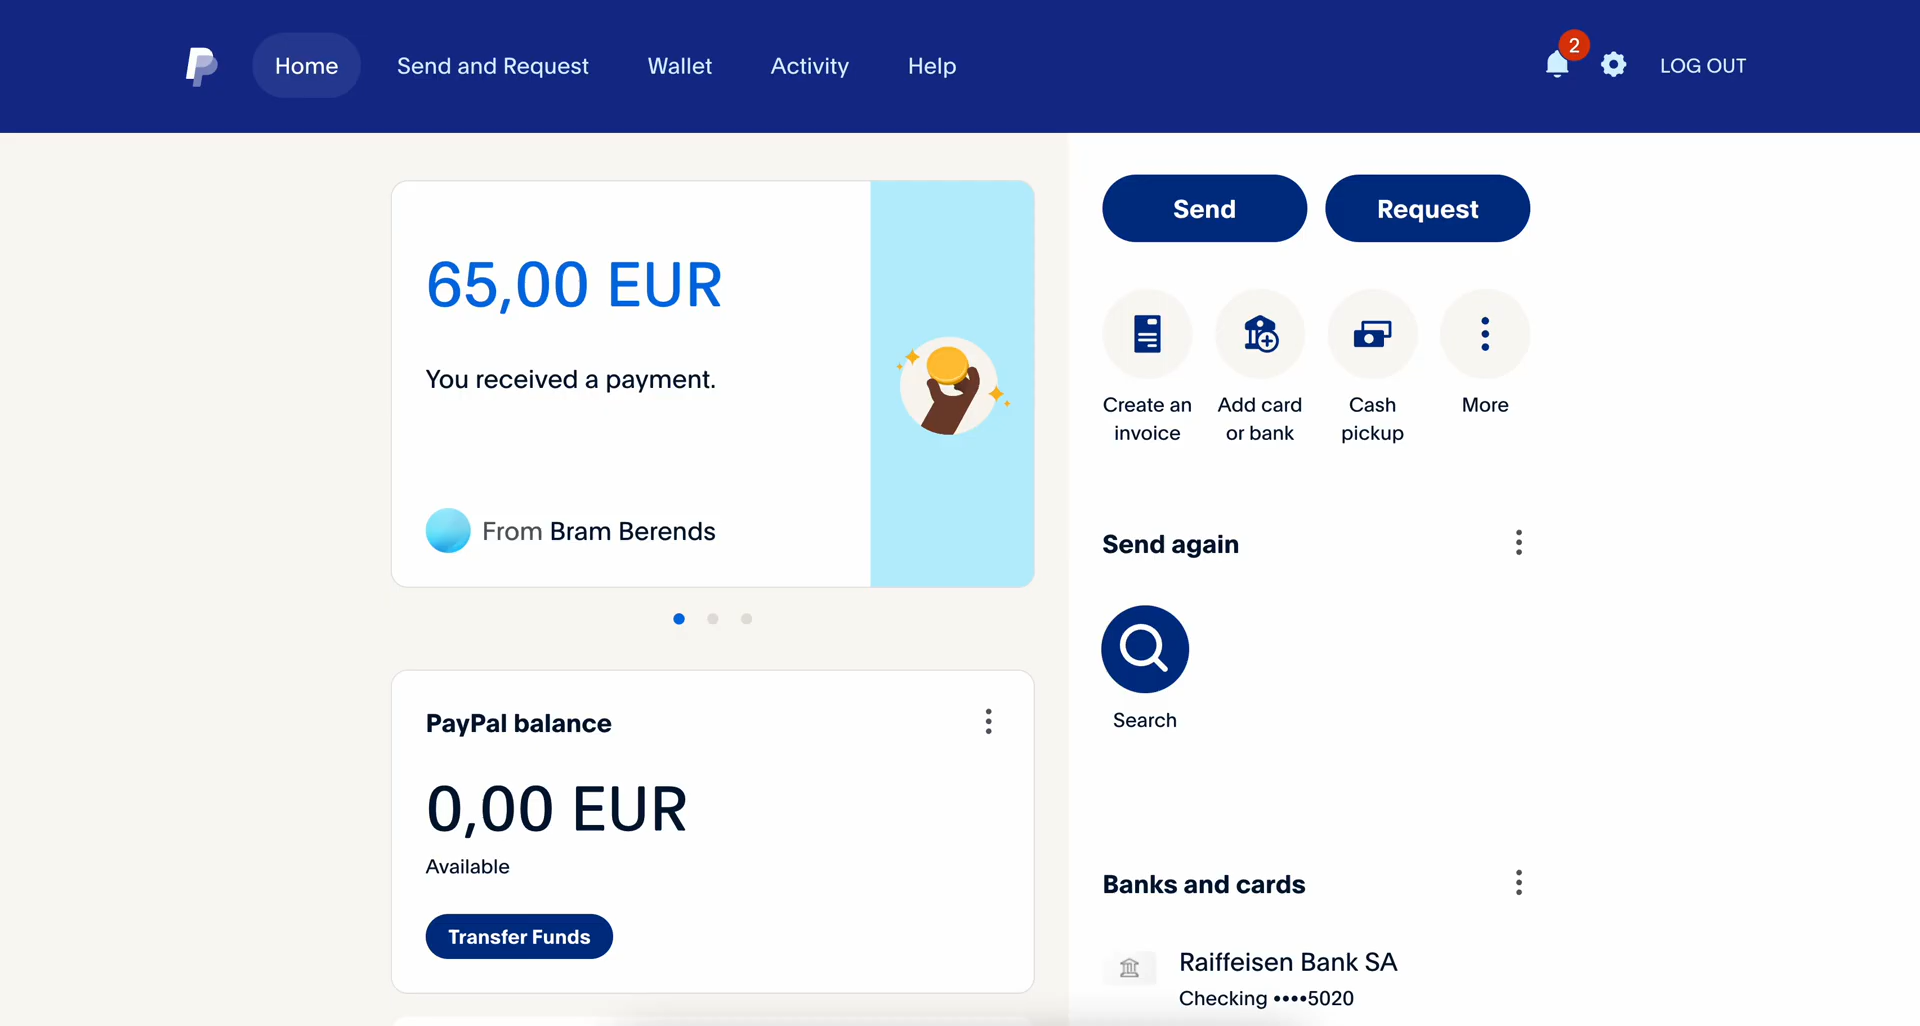 Home
Send and Request
Wallet
Activity
Help
2
LOG OUT
65,00 EUR
You received a payment.
From Bram Berends
PayPal balance
0,00 EUR
Available
Transfer Funds
Send
Request
Create an
invoice
Add card
or bank
Cash
pickup
More
Send again
Search
Banks and cards
Raiffeisen Bank SA
Checking ••••5020